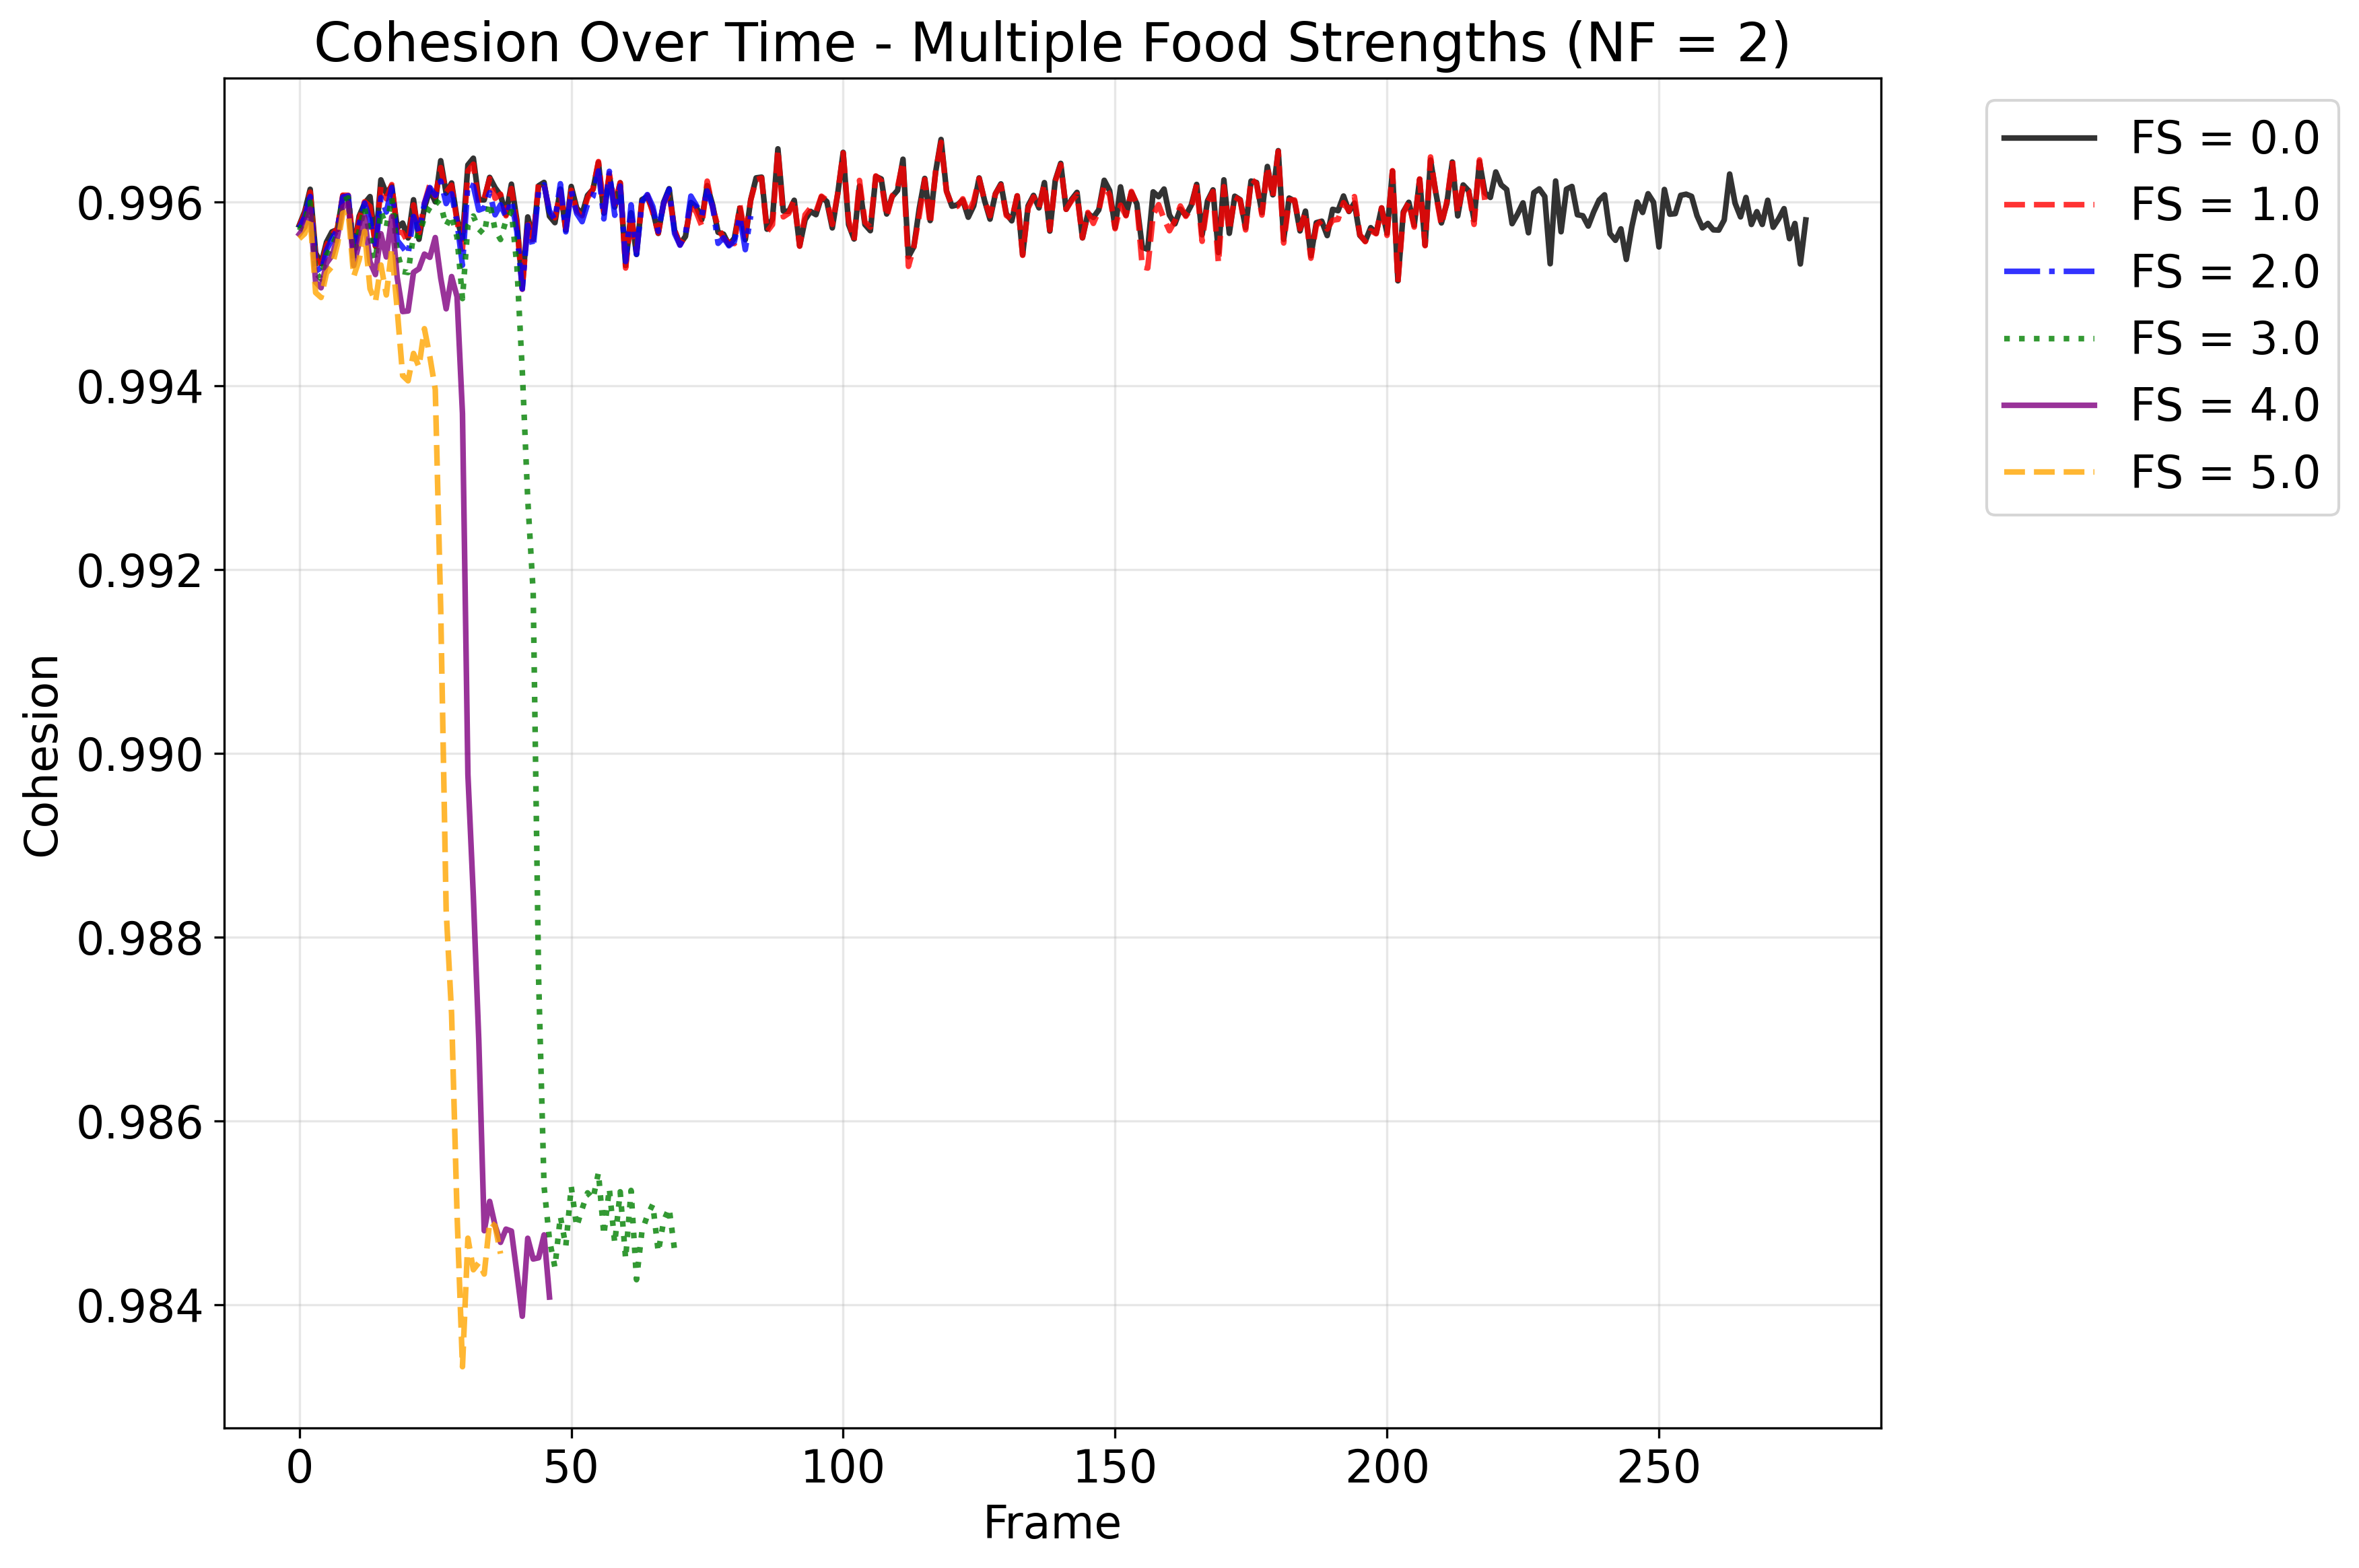 Cohesion Over Time - Multiple Food Strengths (NF = 2)
FS = 0.0
FS = 1.0
FS = 2.0
FS = 3.0
FS = 4.0
FS = 5.0
0.996
0.994
0.992
0.990
0.988
0.986
0.984
Cohesion
0 50 100 150 200 250
Frame